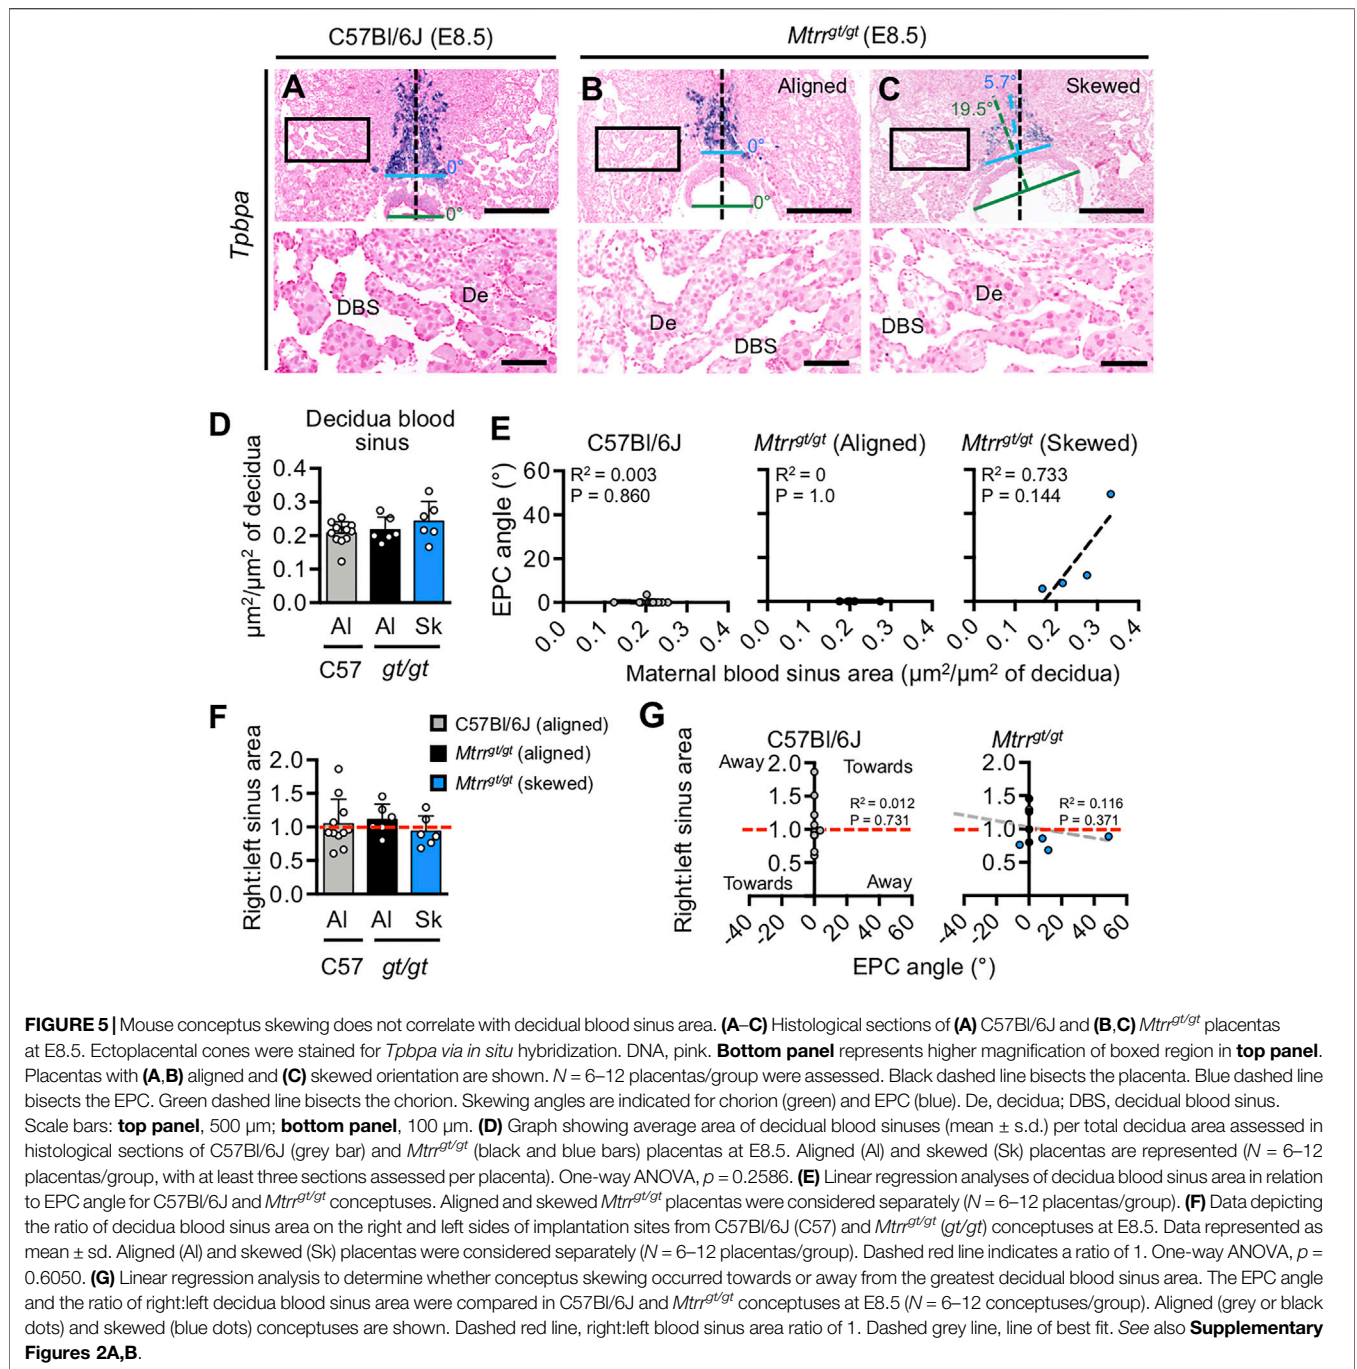 C57Bl/6J (E8.5)
Mtrr^gt/gt (E8.5)
Tpbpa
A
0°
0°
B
Aligned
0°
0°
C
5.7°
Skewed
19.5°
DBS
De
De
DBS
De
DBS
D
Decidua blood
sinus
µm² /µm² of decidua
0.4
0.3
0.2
0.1
0.0
Al
Al
Sk
C57
gt/gt
E
C57Bl/6J
Mtrr^gt/gt (Aligned)
Mtrr^gt/gt (Skewed)
EPC angle (°)
60
40
20
0
R² = 0.003
P = 0.860
R² = 0
P = 1.0
R² = 0.733
P = 0.144
0.0 0.1 0.2 0.3 0.4
0.0 0.1 0.2 0.3 0.4
0.0 0.1 0.2 0.3 0.4
Maternal blood sinus area (µm²/µm² of decidua)
F
Right:left sinus area
2.0
1.5
1.0
0.5
0.0
Al
Al
Sk
C57
gt/gt
C57Bl/6J (aligned)
Mtrr^gt/gt (aligned)
Mtrr^gt/gt (skewed)
G
C57Bl/6J
Mtrr^gt/gt
Right:left sinus area
Away
2.0
Towards
1.5
1.0
0.5
R² = 0.012
P = 0.731
Towards
Away
2.0
1.5
1.0
0.5
R² = 0.116
P = 0.371
-40 -20 0 20 40 60
-40 -20 0 20 40 60
EPC angle (°)
FIGURE 5 | Mouse conceptus skewing does not correlate with decidual blood sinus area. (A–C) Histological sections of (A) C57Bl/6J and (B,C) Mtrr^gt/gt placentas
at E8.5. Ectoplacental cones were stained for Tpbpa via in situ hybridization. DNA, pink. Bottom panel represents higher magnification of boxed region in top panel.
Placentas with (A,B) aligned and (C) skewed orientation are shown. N = 6–12 placentas/group were assessed. Black dashed line bisects the placenta. Blue dashed line
bisects the EPC. Green dashed line bisects the chorion. Skewing angles are indicated for chorion (green) and EPC (blue). De, decidua; DBS, decidual blood sinus.
Scale bars: top panel, 500 µm; bottom panel, 100 µm. (D) Graph showing average area of decidual blood sinuses (mean ± s.d.) per total decidua area assessed in
histological sections of C57Bl/6J (grey bar) and Mtrr^gt/gt (black and blue bars) placentas at E8.5. Aligned (Al) and skewed (Sk) placentas are represented (N = 6–12
placentas/group, with at least three sections assessed per placenta). One-way ANOVA, p = 0.2586. (E) Linear regression analyses of decidua blood sinus area in relation
to EPC angle for C57Bl/6J and Mtrr^gt/gt conceptuses. Aligned and skewed Mtrr^gt/gt placentas were considered separately (N = 6–12 placentas/group). (F) Data depicting
the ratio of decidua blood sinus area on the right and left sides of implantation sites from C57Bl/6J (C57) and Mtrr^gt/gt (gt/gt) conceptuses at E8.5. Data represented as
mean ± sd. Aligned (Al) and skewed (Sk) placentas were considered separately (N = 6–12 placentas/group). Dashed red line indicates a ratio of 1. One-way ANOVA, p =
0.6050. (G) Linear regression analysis to determine whether conceptus skewing occurred towards or away from the greatest decidual blood sinus area. The EPC angle
and the ratio of right:left decidua blood sinus area were compared in C57Bl/6J and Mtrr^gt/gt conceptuses at E8.5 (N = 6–12 conceptuses/group). Aligned (grey or black
dots) and skewed (blue dots) conceptuses are shown. Dashed red line, right:left blood sinus area ratio of 1. Dashed grey line, line of best fit. See also Supplementary
Figures 2A,B.